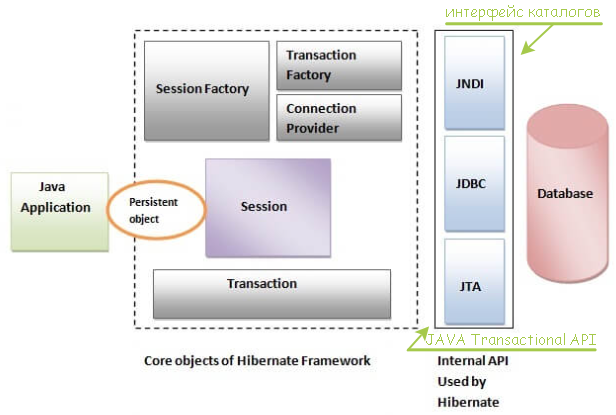 интерфейс каталогов
Transaction
Factory
Session Factory
JNDI
Connection
Provider
Java
Application
Persistent
object
Session
JDBC
Database
Transaction
JTA
JAVA Transactional API
Core objects of Hibernate Framework
Internal API
Used by
Hibernate